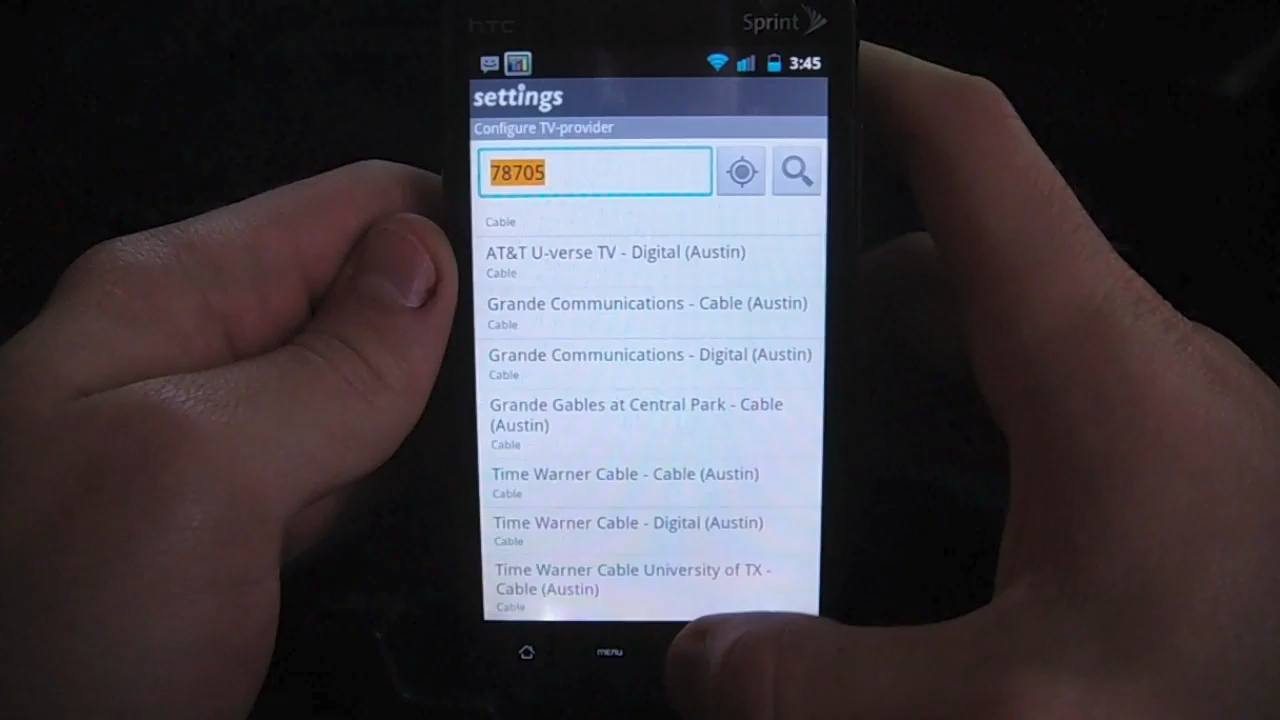 hTC
Sprint
3:45
settings
Configure TV-provider
78705
Cable
AT&T U-verse TV - Digital (Austin)
Cable
Grande Communications - Cable (Austin)
Cable
Grande Communications - Digital (Austin)
Cable
Grande Gables at Central Park - Cable
(Austin)
Cable
Time Warner Cable - Cable (Austin)
Cable
Time Warner Cable - Digital (Austin)
Cable
Time Warner Cable University of TX -
Cable (Austin)
Cable
menu